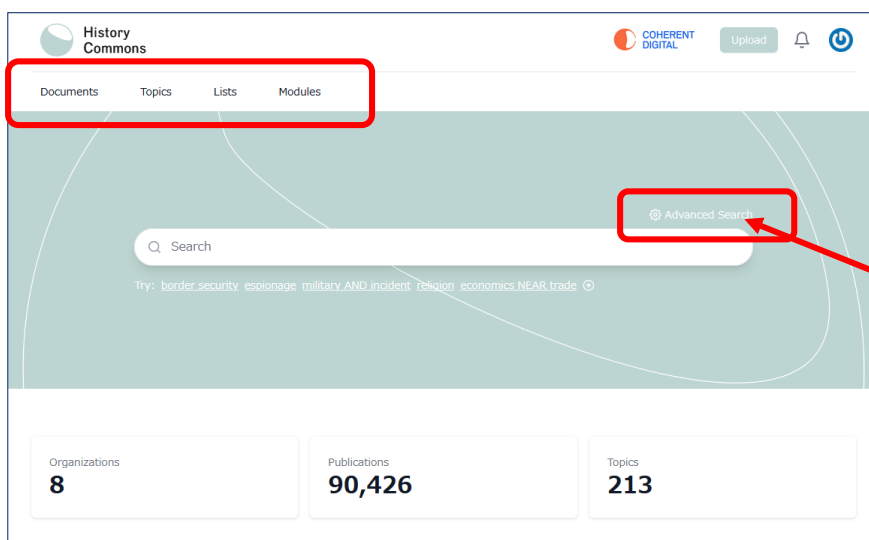 History
Commons
COHERENT
DIGITAL
Upload
Documents Topics Lists Modules
Advanced Search
Search
Try: border security espionage military AND incident religion economics NEAR trade
Organizations Publications Topics
8 90,426 213